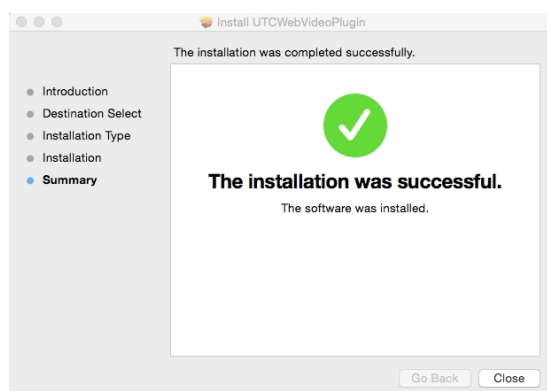 Install UTCWebVideoPlugin
The installation was completed successfully.
Introduction
Destination Select
Installation Type
Installation
Summary
The installation was successful.
The software was installed.
Go Back
Close